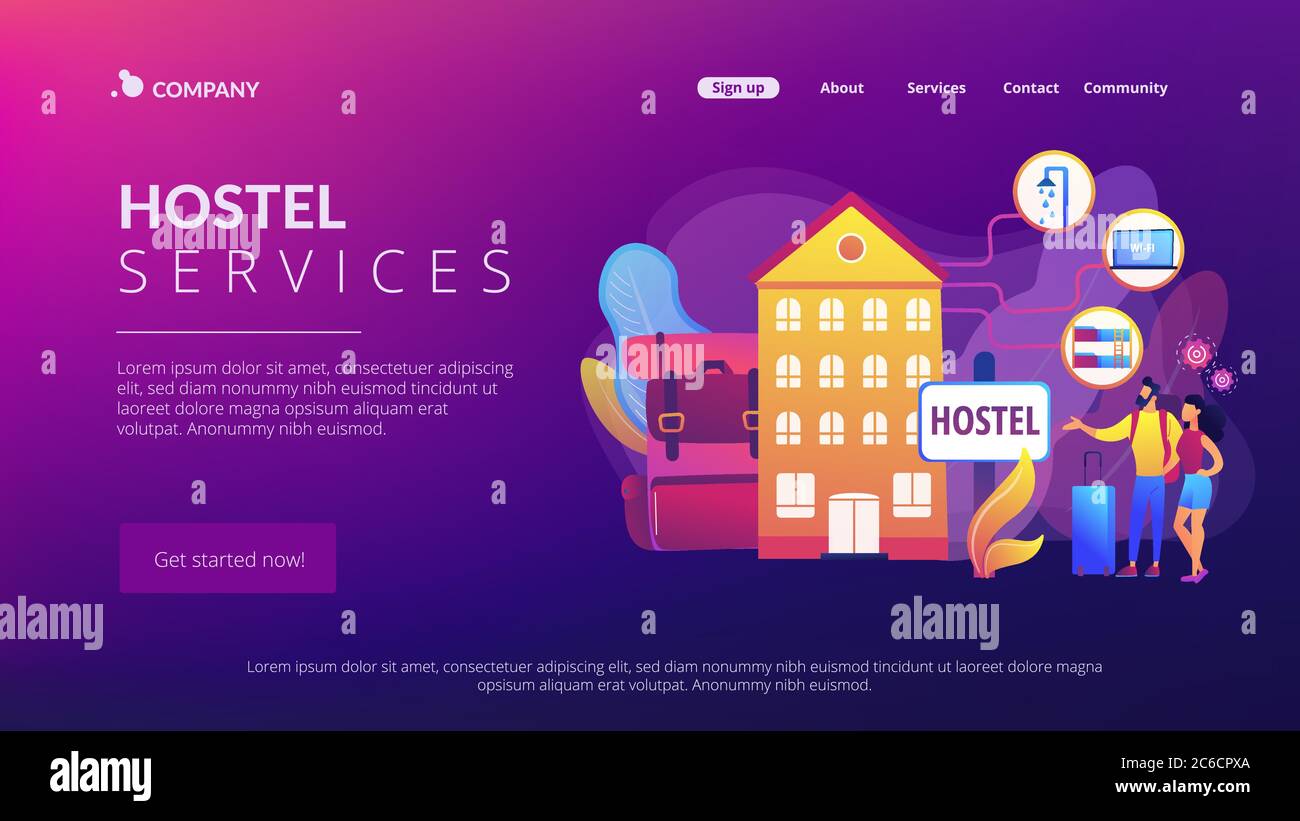 COMPANY
Sign up About Services Contact Community
HOSTEL
SERVICES
WI-FI
HOSTEL
Lorem ipsum dolor sit amet, consectetuer adipiscing
elit, sed diam nonummy nibh euismod tincidunt ut
laoreet dolore magna opsisum aliquam erat
volutpat. Anonummy nibh euismod.
Get started now!
Lorem ipsum dolor sit amet, consectetuer adipiscing elit, sed diam nonummy nibh euismod tincidunt ut laoreet dolore magna
opsisum aliquam erat volutpat. Anonummy nibh euismod.
a a a a a
alamy
a a
a a
a a
alamy alamy
a a a
alamy
Image ID: 2C6CPXA
www.alamy.com